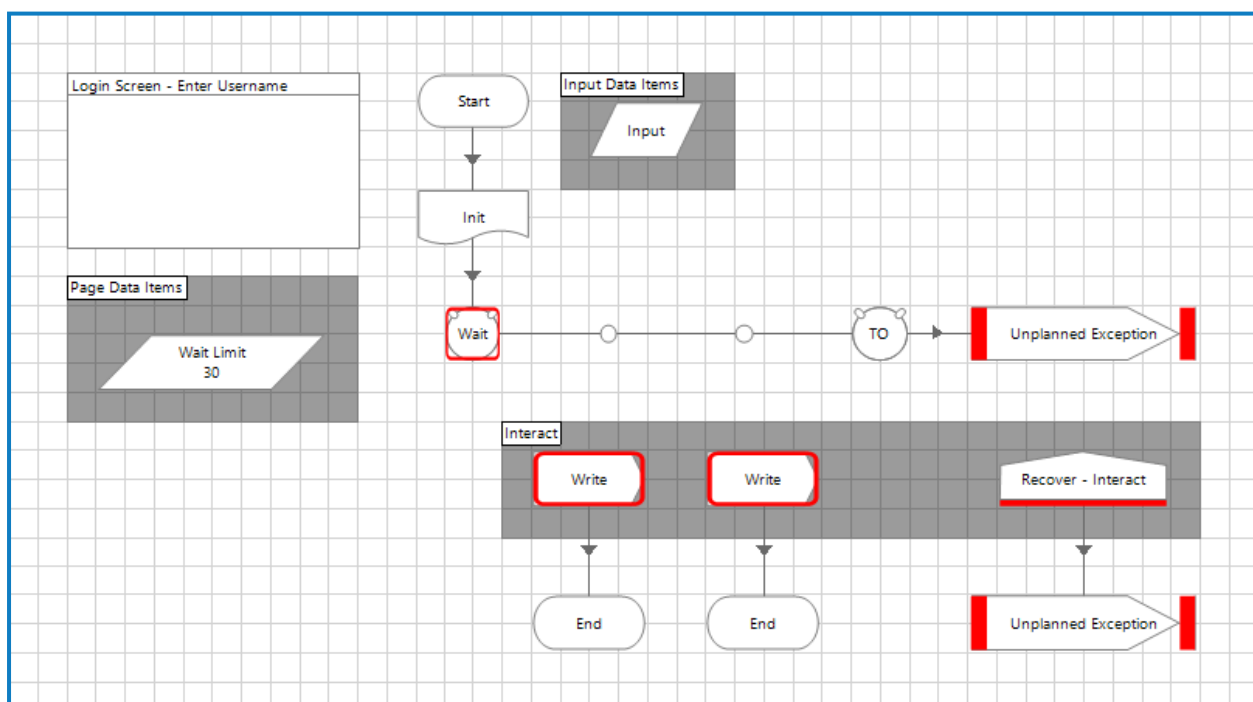 Login Screen - Enter Username
Start
Input Data Items
Input
Init
Page Data Items
Wait Limit
30
Wait
TO
Unplanned Exception
Interact
Write
Write
Recover - Interact
End
End
Unplanned Exception